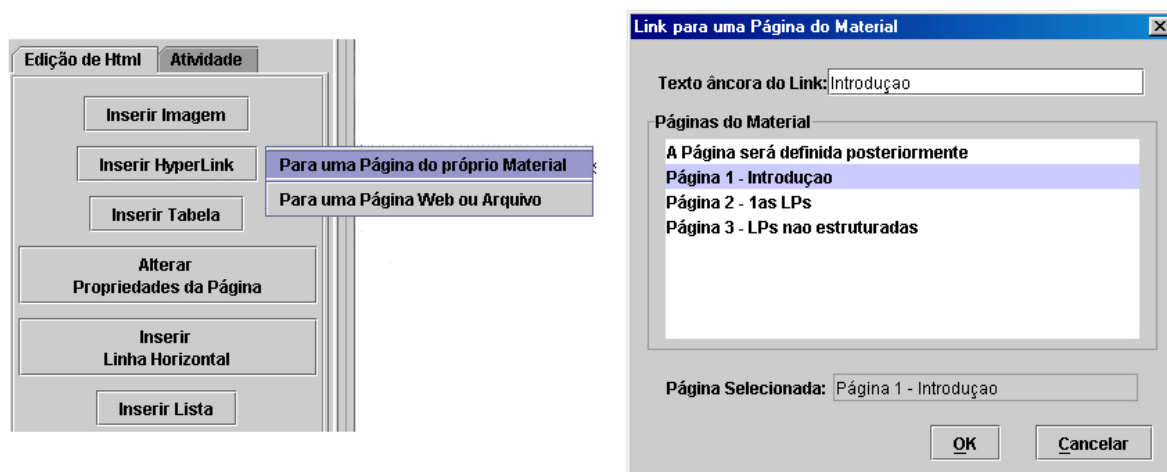 Edição de Html
Atividade
Inserir Imagem
Inserir HyperLink
Para uma Página do próprio Material
Para uma Página Web ou Arquivo
Inserir Tabela
Alterar
Propriedades da Página
Inserir
Linha Horizontal
Inserir Lista
Link para uma Página do Material
Texto âncora do Link: Introduçao
Páginas do Material
A Página será definida posteriormente
Página 1 - Introduçao
Página 2 - 1as LPs
Página 3 - LPs nao estruturadas
Página Selecionada: Página 1 - Introduçao
OK
Cancelar